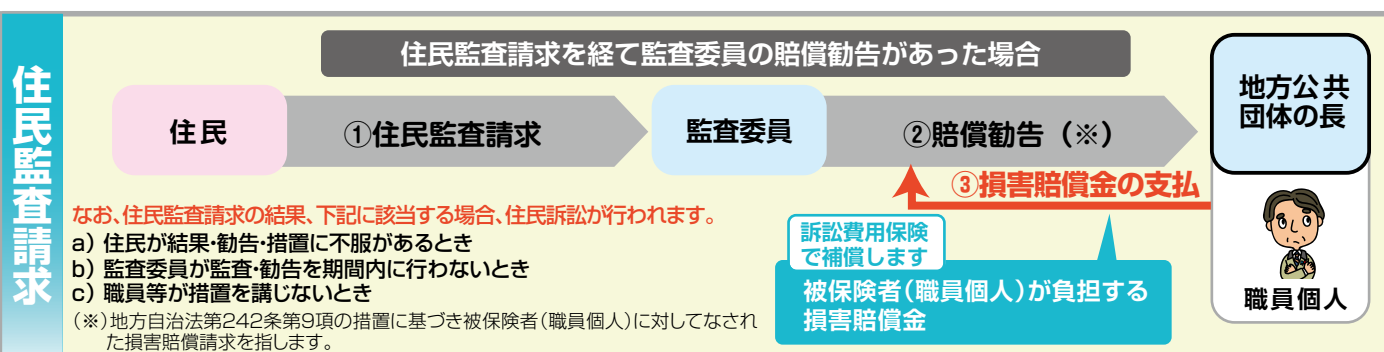 住民監査請求
住民監査請求を経て監査委員の賠償勧告があった場合
住民
①住民監査請求
監査委員
②賠償勧告（※）
地方公共
団体の長
③損害賠償金の支払
職員個人
なお、住民監査請求の結果、下記に該当する場合、住民訴訟が行われます。
a）住民が結果・勧告・措置に不服があるとき
b）監査委員が監査・勧告を期間内に行わないとき
c）職員等が措置を講じないとき
（※）地方自治法第242条第9項の措置に基づき被保険者（職員個人）に対してなされ
た損害賠償請求を指します。
訴訟費用保険
で補償します
被保険者（職員個人）が負担する
損害賠償金